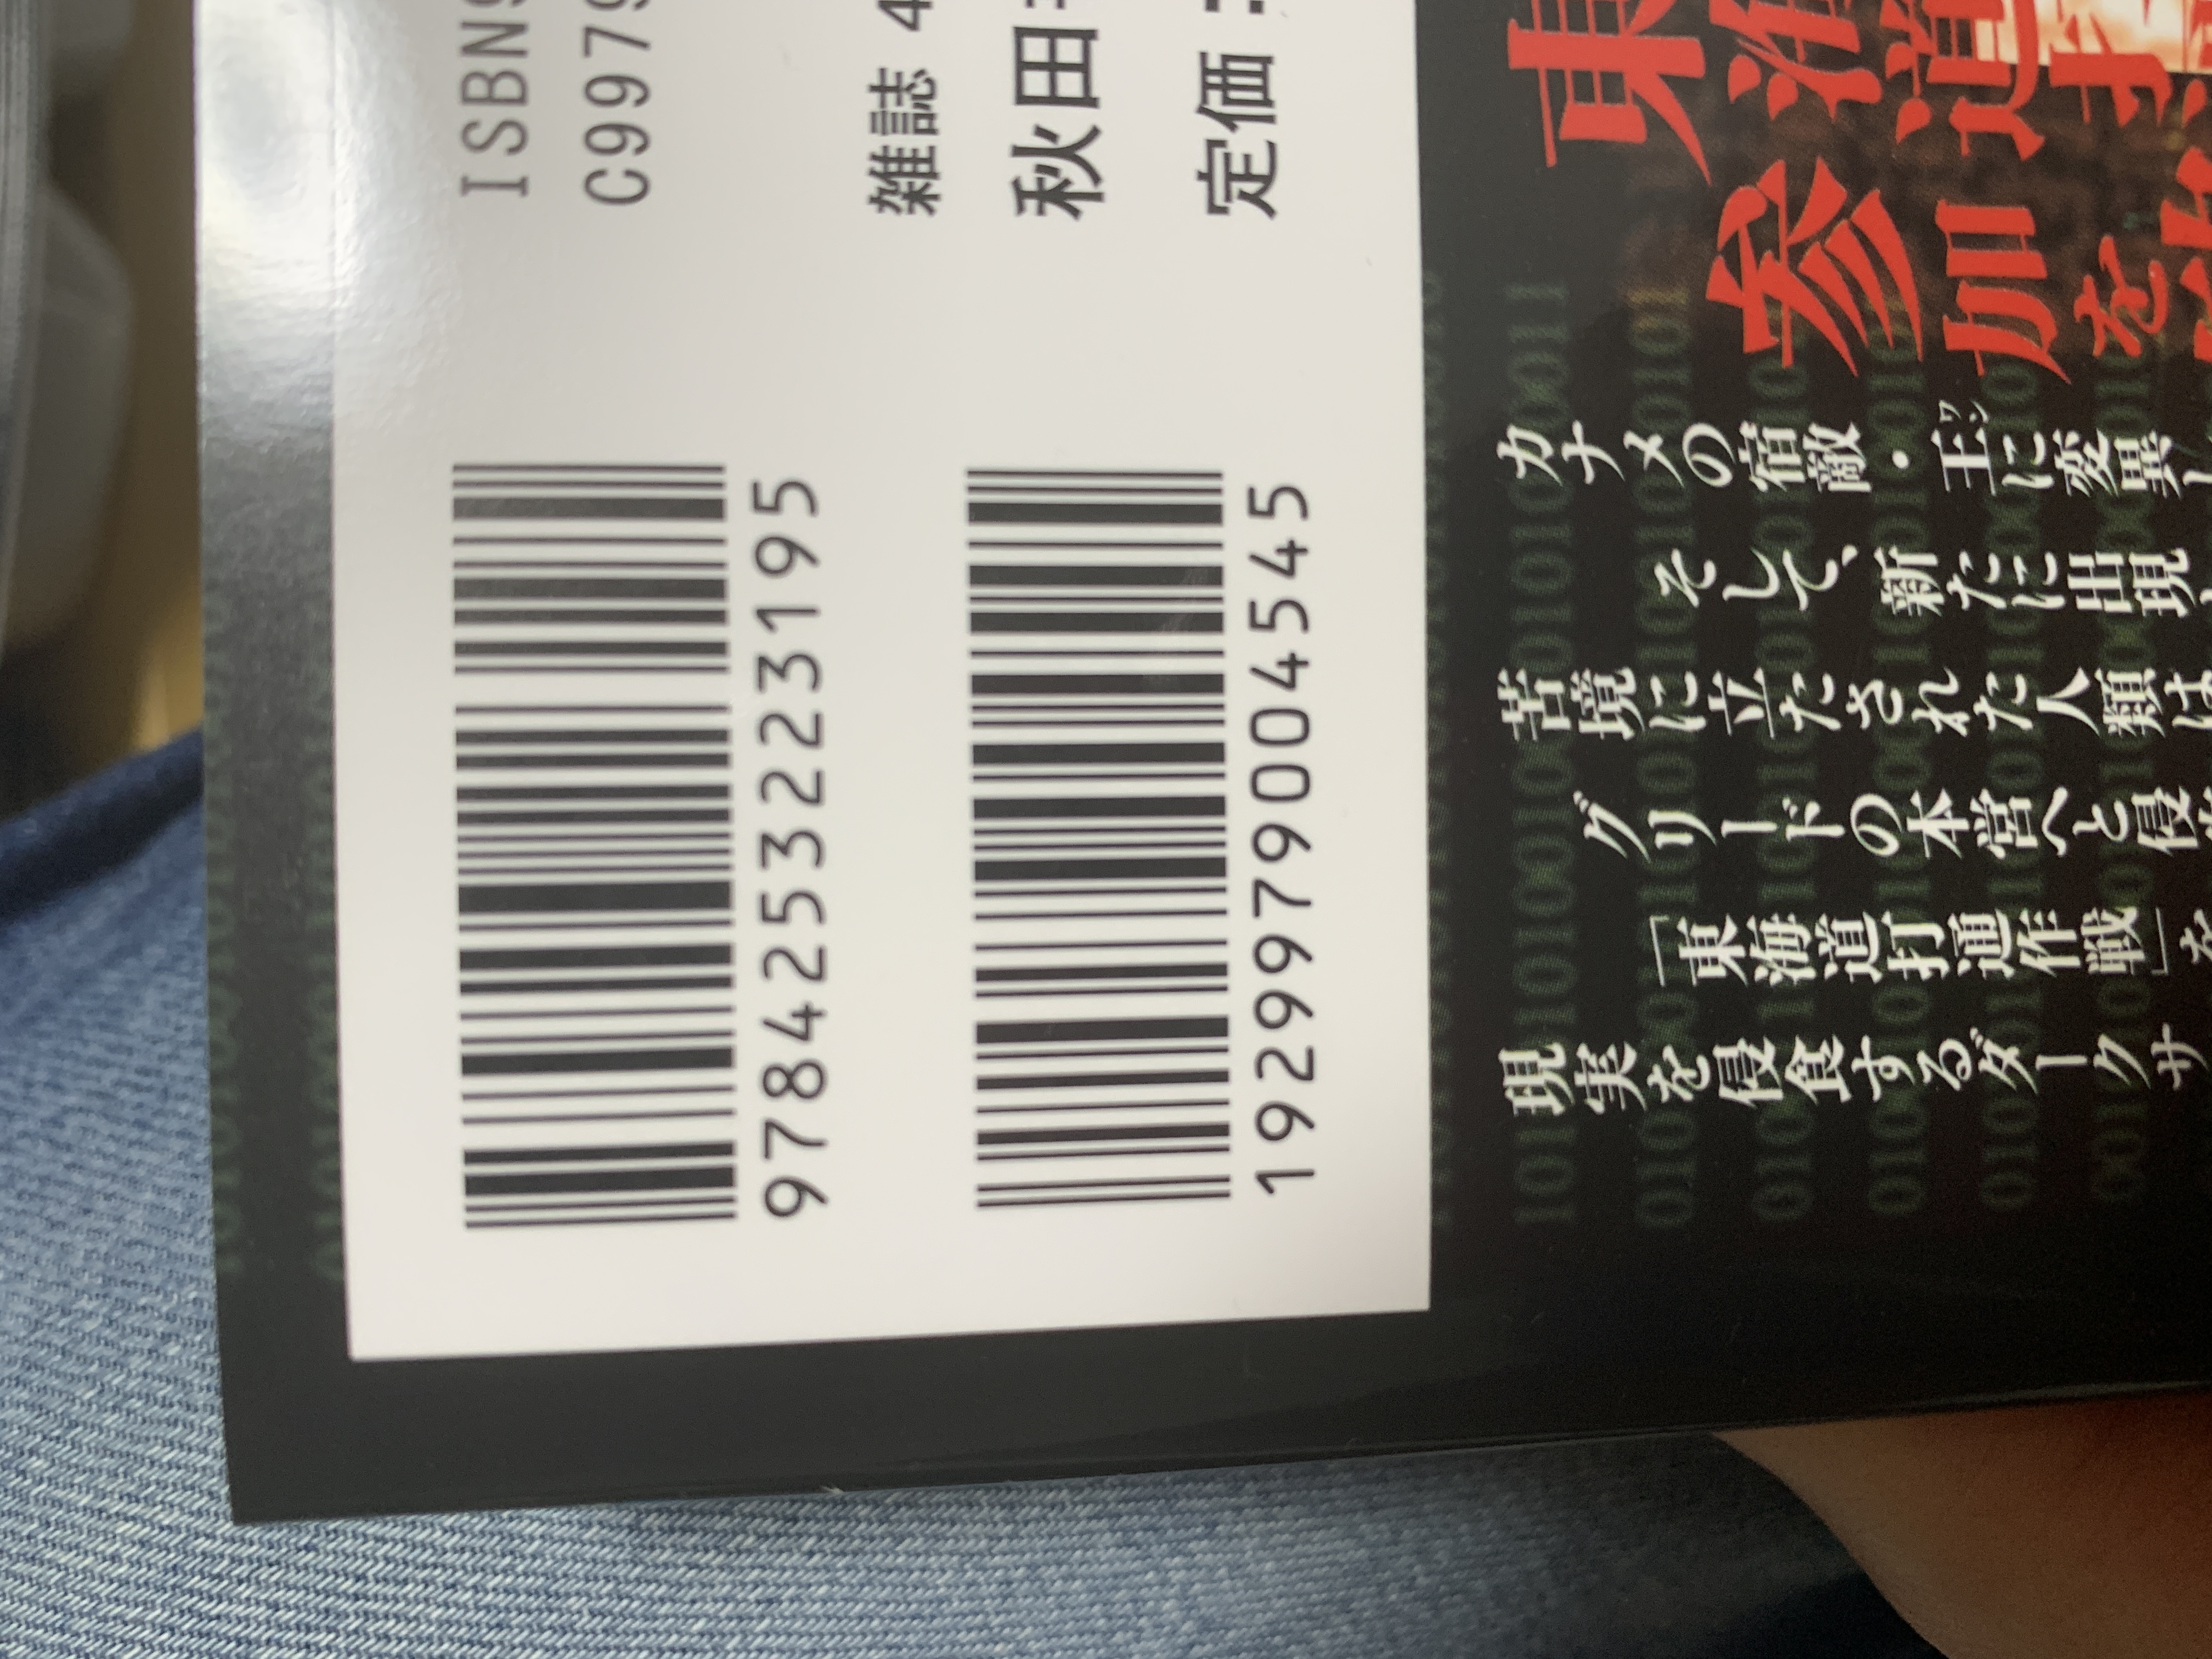 9784253223195
1929979004545
ISBN9
C9979
雑誌 4
秋田
定価
東海道打
参加を
カナメの宿敵・王に変異し
ワン
そして、新たに出現し
苦境に立たされた人類は
グリードの本営へと侵
「東海道打通作戦」を
現実を侵食するダークサ